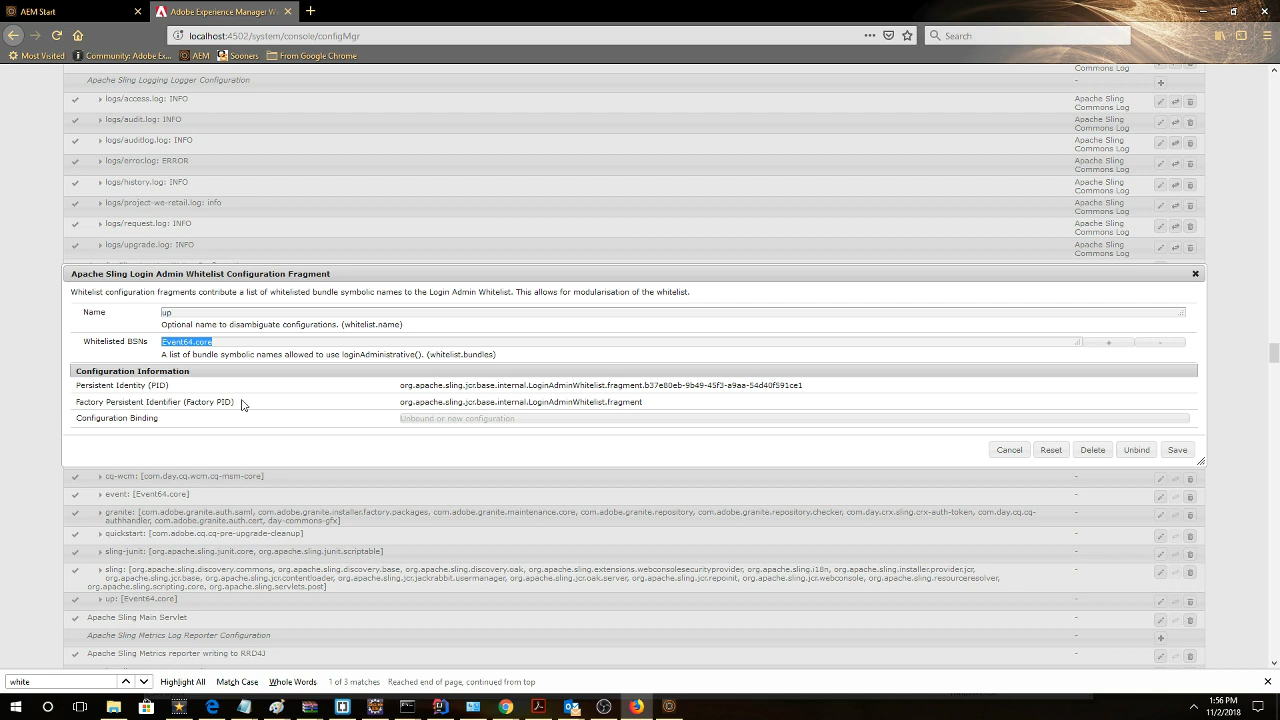 AEM Start
Adobe Experience Manager W
localhost:4502/system/console/configMgr
Search
Most Visited
Community: Adobe Ex...
AEM
Sooners
From Google Chrome
Commons Log
Apache Sling Logging Logger Configuration
-
logs/access.log: INFO
Apache Sling
Commons Log
logs/audit.log: INFO
Apache Sling
Commons Log
logs/auditlog.log: INFO
Apache Sling
Commons Log
logs/error.log: ERROR
Apache Sling
Commons Log
logs/history.log: INFO
Apache Sling
Commons Log
logs/project-we-retail.log: info
Apache Sling
Commons Log
logs/request.log: INFO
Apache Sling
Commons Log
logs/upgrade.log: INFO
Apache Sling
Commons Log
Apache Sling Login Admin Whitelist Configuration Fragment
Whitelist configuration fragments contribute a list of whitelisted bundle symbolic names to the Login Admin Whitelist. This allows for modularisation of the whitelist.
Name
up
Optional name to disambiguate configurations. (whitelist.name)
Whitelisted BSNs
Event64.core
+
-
A list of bundle symbolic names allowed to use loginAdministrative(). (whitelist.bundles)
Configuration Information
Persistent Identity (PID)
org.apache.sling.jcr.base.internal.LoginAdminWhitelist.fragment.b37e80eb-9b49-45f3-a9aa-54d40f591ce1
Factory Persistent Identifier (Factory PID)
org.apache.sling.jcr.base.internal.LoginAdminWhitelist.fragment
Configuration Binding
Unbound or new configuration
Cancel
Reset
Delete
Unbind
Save
cq-wcm: [com.day.cq.wcm.cq-msm-core]
-
event: [Event64.core]
-
granite: [com.adobe.granite.auth.saml, com.adobe.granite.installer.factory.packages, com.adobe.granite.maintenance.core, com.adobe.granite.repository, com.adobe.granite.repository.checker, com.day.crx.sling.crx-auth-token, com.day.cq.cq-
authhandler, com.adobe.granite.auth.cert, day-commons-gfx]
-
quickstart: [com.adobe.cq.cq-pre-upgrade-cleanup]
-
sling-junit: [org.apache.sling.junit.core, org.apache.sling.junit.scriptable]
-
sling: [org.apache.sling.discovery.commons, org.apache.sling.discovery.base, org.apache.sling.discovery.oak, org.apache.sling.extensions.webconsolesecurityprovider, org.apache.sling.i18n, org.apache.sling.installer.provider.jcr,
org.apache.sling.jcr.base, org.apache.sling.jcr.contentloader, org.apache.sling.jcr.oak.server, org.apache.sling.jcr.repoinit, org.apache.sling.jcr.webconsole, org.apache.sling.resourceresolver,
org.apache.sling.scripting.core, org.apache.sling.servlets.post]
-
up: [Event64.core]
-
Apache Sling Main Servlet
-
Apache Sling Metrics Log Reporter Configuration
-
Apache Sling Metrics reporter writing to RRD4J
-
white
Highlight All
Match Case
Whole Words
1 of 3 matches
Reached end of page, continued from top
1:56 PM
11/2/2018